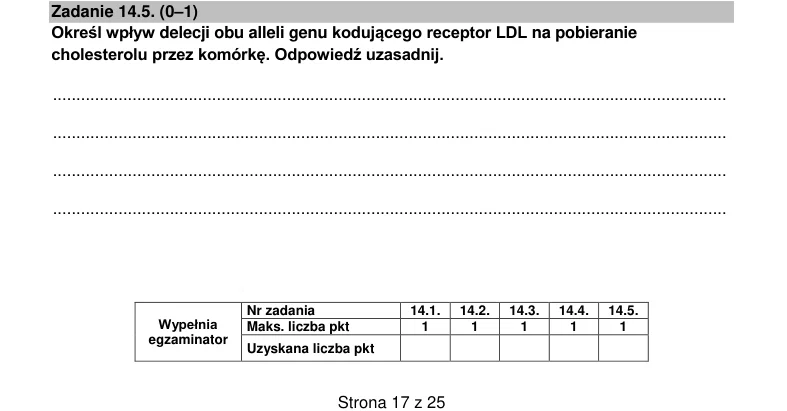 Zadanie 14.5. (0–1)
Określ wpływ delecji obu alleli genu kodującego receptor LDL na pobieranie
cholesterolu przez komórkę. Odpowiedź uzasadnij.
Wypełnia
egzaminator
Nr zadania 14.1. 14.2. 14.3. 14.4. 14.5.
Maks. liczba pkt 1 1 1 1 1
Uzyskana liczba pkt
Strona 17 z 25